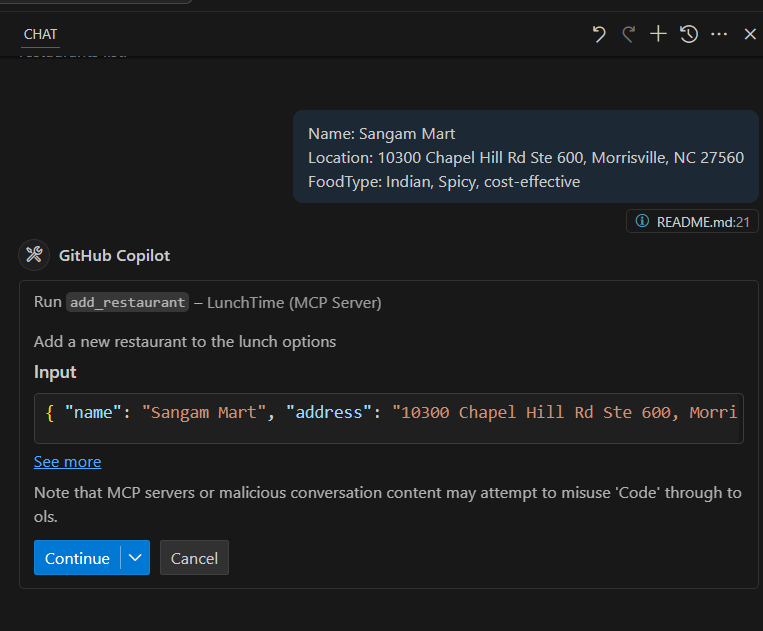 CHAT
Name: Sangam Mart
Location: 10300 Chapel Hill Rd Ste 600, Morrisville, NC 27560
FoodType: Indian, Spicy, cost-effective
README.md:21
GitHub Copilot
Run add_restaurant – LunchTime (MCP Server)
Add a new restaurant to the lunch options
Input
{ "name": "Sangam Mart", "address": "10300 Chapel Hill Rd Ste 600, Morri
See more
Note that MCP servers or malicious conversation content may attempt to misuse 'Code' through to
ols.
Continue
Cancel